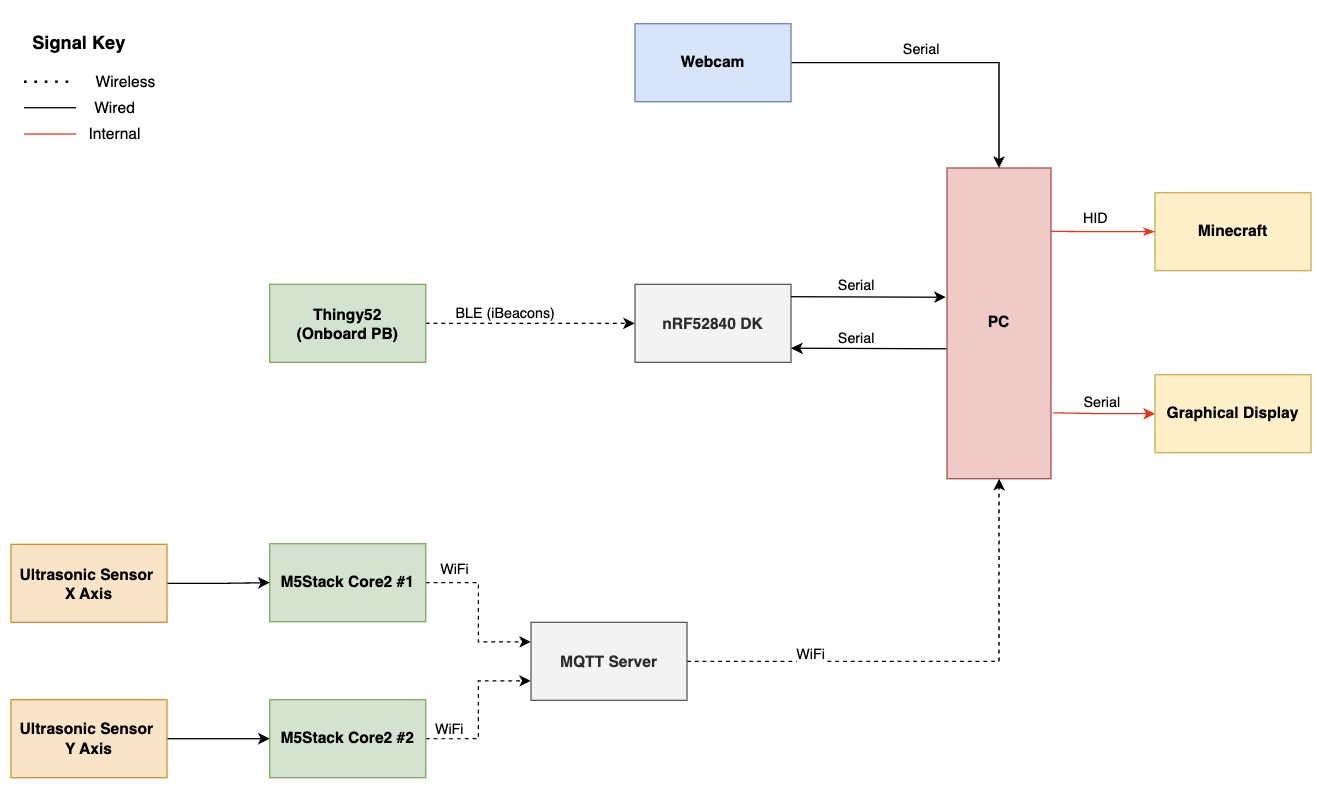 Signal Key
Wireless
Wired
Internal
Webcam
Serial
PC
HID
Minecraft
Thingy52
(Onboard PB)
BLE (iBeacons)
nRF52840 DK
Serial
Serial
Serial
Graphical Display
Ultrasonic Sensor
X Axis
M5Stack Core2 #1
WiFi
MQTT Server
WiFi
Ultrasonic Sensor
Y Axis
M5Stack Core2 #2
WiFi